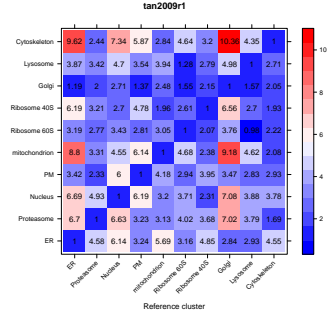 tan2009r1
Cytoskeleton 9.62 2.44 7.34 5.87 2.84 4.64 3.2 10.36 4.35 1
Lysosome 3.87 3.42 4.7 3.54 3.94 1.28 2.79 4.98 1 2.71
Golgi 1.19 2 2.71 1.37 2.48 1.55 2.15 1 1.57 2.05
Ribosome 40S 6.19 3.21 2.7 4.78 1.96 2.61 1 6.56 2.7 1.93
Ribosome 60S 3.19 2.77 3.43 2.81 3.05 1 2.07 3.76 0.98 2.22
mitochondrion 8.8 3.31 4.55 6.14 1 4.68 2.38 9.18 4.62 2.08
PM 3.42 2.33 6 1 4.18 2.94 3.95 3.47 2.83 2.93
Nucleus 6.69 4.93 1 6.19 3.2 3.71 2.31 7.08 3.88 3.78
Proteasome 6.7 1 6.63 3.23 3.13 4.02 3.68 7.02 3.79 1.69
ER 1 4.58 6.14 3.24 5.69 3.16 4.85 2.84 2.93 4.55
ER Proteasome Nucleus PM mitochondrion Ribosome 60S Ribosome 40S Golgi Lysosome Cytoskeleton
Reference cluster
10
8
6
4
2